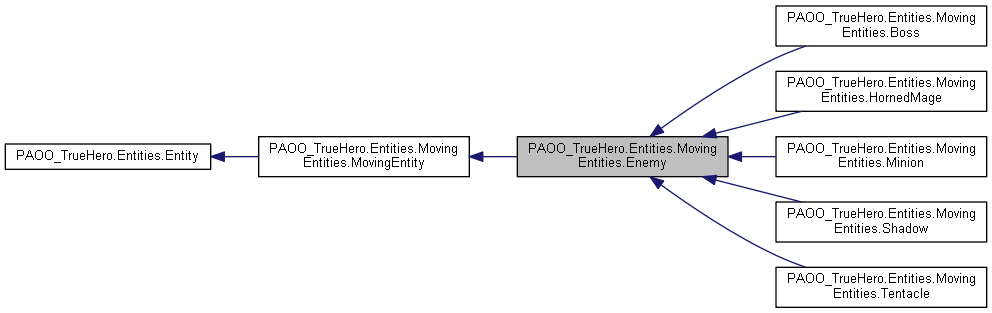 PAOO_TrueHero.Entities.Entity
PAOO_TrueHero.Entities.Moving
Entities.MovingEntity
PAOO_TrueHero.Entities.Moving
Entities.Enemy
PAOO_TrueHero.Entities.Moving
Entities.Boss
PAOO_TrueHero.Entities.Moving
Entities.HornedMage
PAOO_TrueHero.Entities.Moving
Entities.Minion
PAOO_TrueHero.Entities.Moving
Entities.Shadow
PAOO_TrueHero.Entities.Moving
Entities.Tentacle